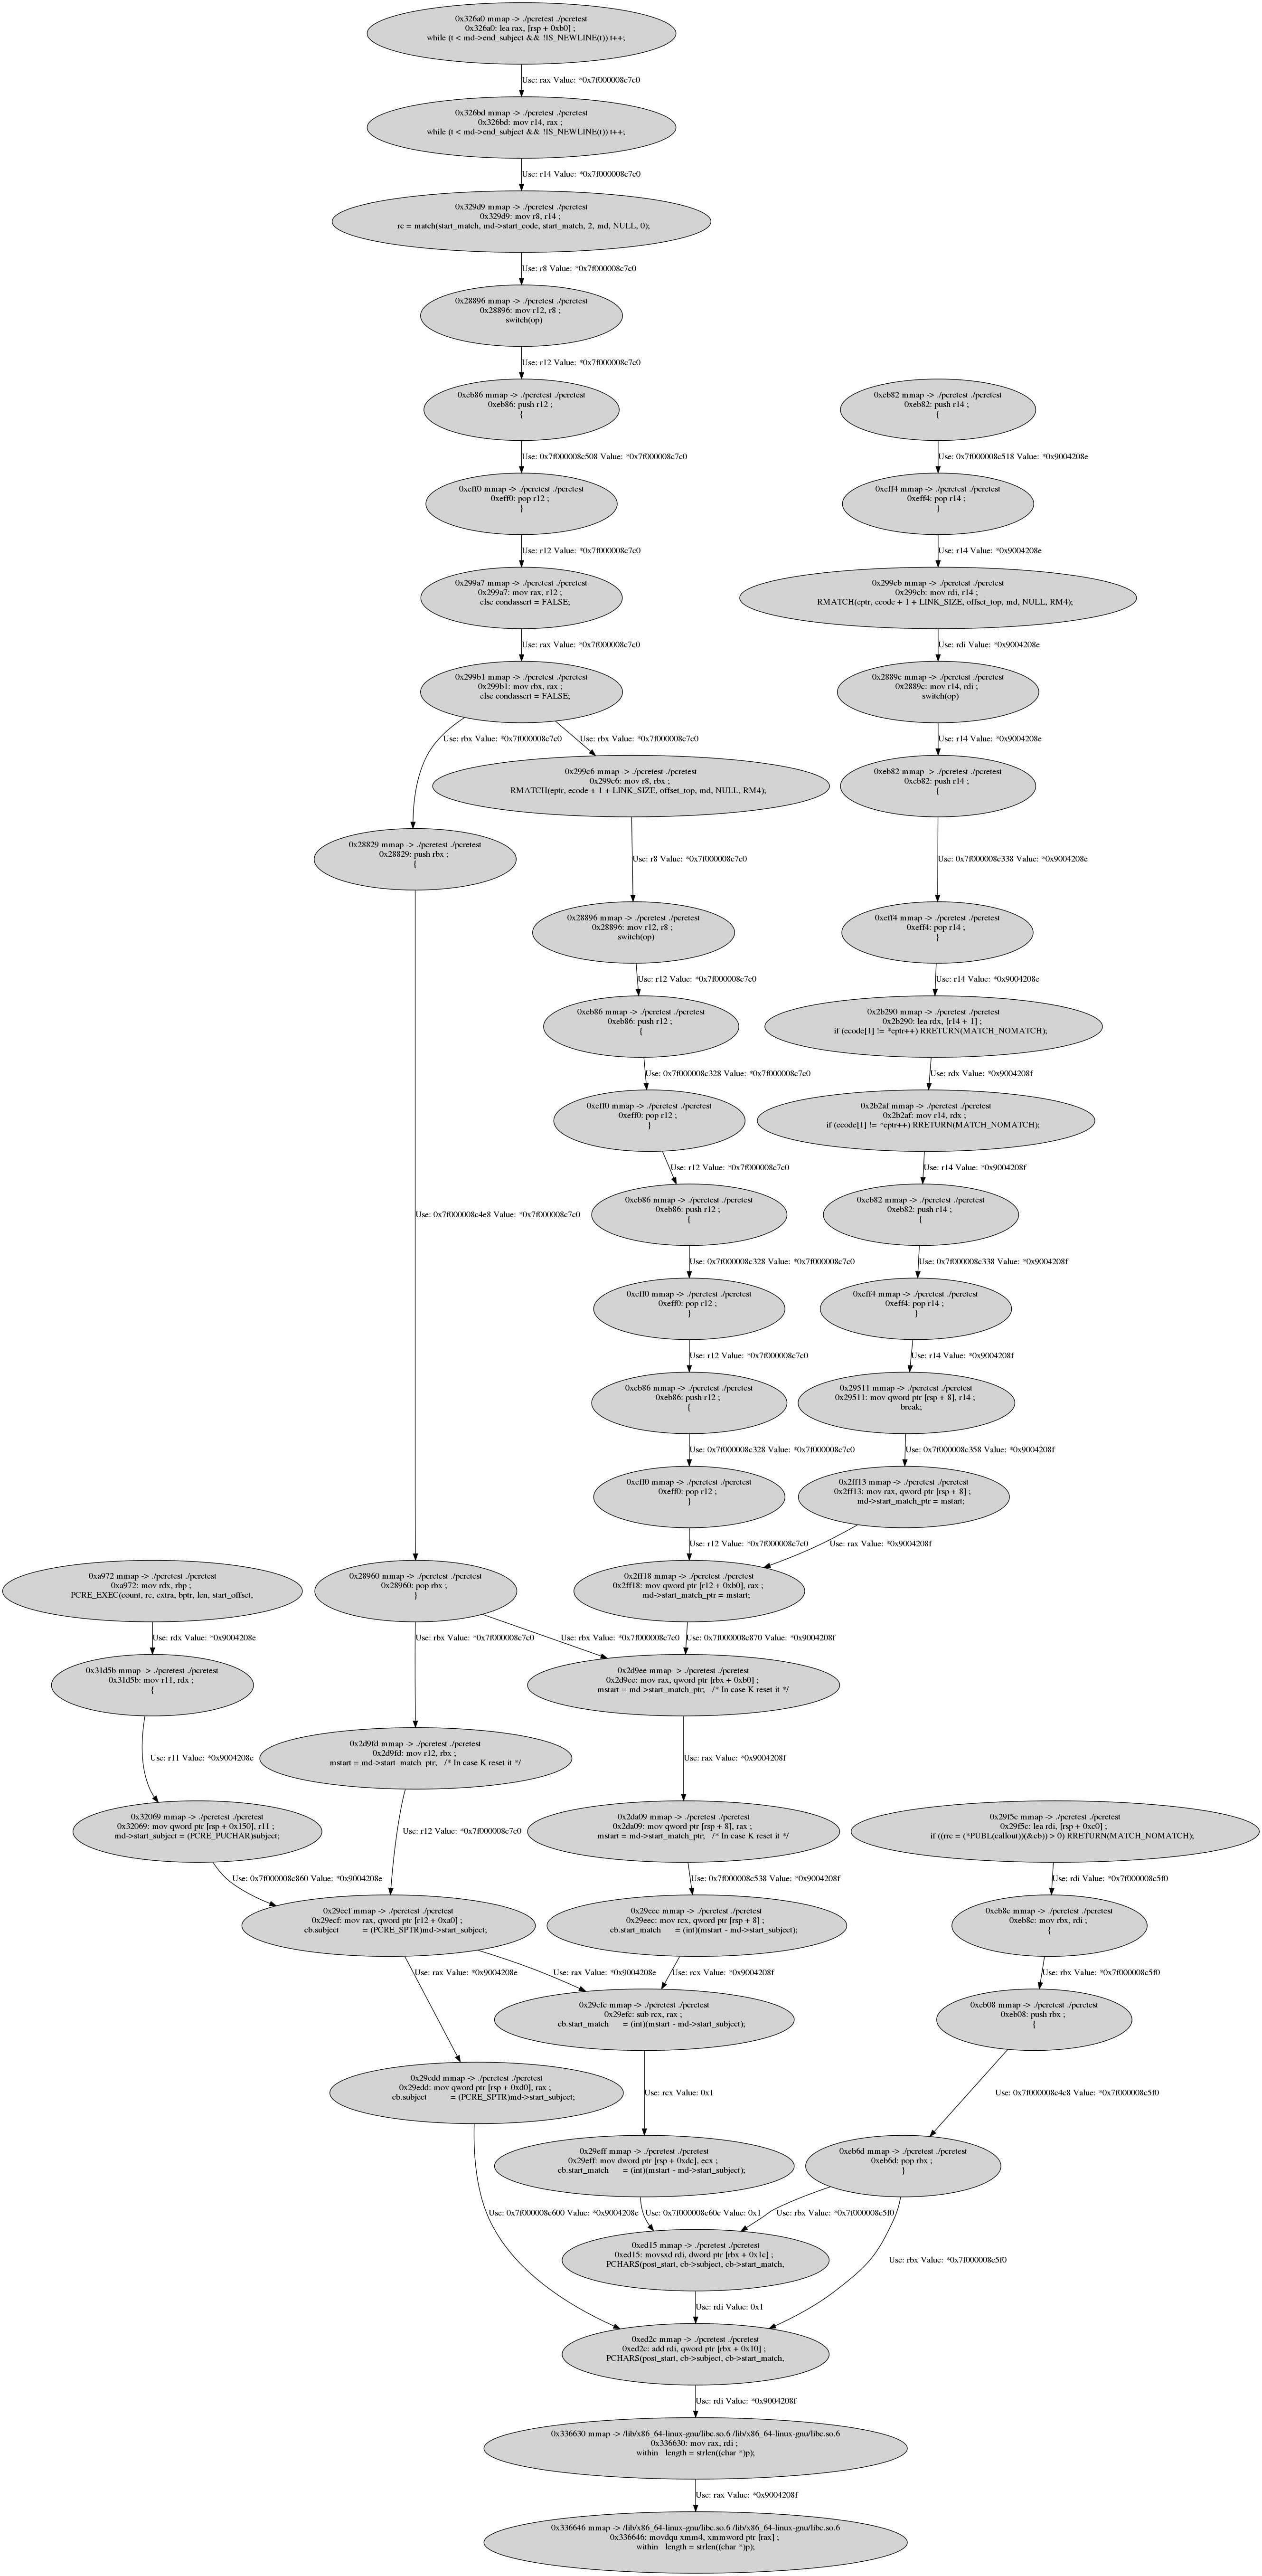 0x326a0 mmap -> ./pcretest ./pcretest
0x326a0: lea rax, [rsp + 0xb0] ;
while (t < md->end_subject && !IS_NEWLINE(t)) t++;
Use: rax Value: *0x7f000008c7c0
0x326bd mmap -> ./pcretest ./pcretest
0x326bd: mov r14, rax ;
while (t < md->end_subject && !IS_NEWLINE(t)) t++;
Use: r14 Value: *0x7f000008c7c0
0x329d9 mmap -> ./pcretest ./pcretest
0x329d9: mov r8, r14 ;
rc = match(start_match, md->start_code, start_match, 2, md, NULL, 0);
Use: r8 Value: *0x7f000008c7c0
0x28896 mmap -> ./pcretest ./pcretest
0x28896: mov r12, r8 ;
switch(op)
Use: r12 Value: *0x7f000008c7c0
0xeb86 mmap -> ./pcretest ./pcretest
0xeb86: push r12 ;
{
0xeb82 mmap -> ./pcretest ./pcretest
0xeb82: push r14 ;
{
Use: 0x7f000008c508 Value: *0x7f000008c7c0
Use: 0x7f000008c518 Value: *0x9004208e
0xeff0 mmap -> ./pcretest ./pcretest
0xeff0: pop r12 ;
}
0xeff4 mmap -> ./pcretest ./pcretest
0xeff4: pop r14 ;
}
Use: r12 Value: *0x7f000008c7c0
Use: r14 Value: *0x9004208e
0x299a7 mmap -> ./pcretest ./pcretest
0x299a7: mov rax, r12 ;
else condassert = FALSE;
0x299cb mmap -> ./pcretest ./pcretest
0x299cb: mov rdi, r14 ;
RMATCH(eptr, ecode + 1 + LINK_SIZE, offset_top, md, NULL, RM4);
Use: rax Value: *0x7f000008c7c0
Use: rdi Value: *0x9004208e
0x299b1 mmap -> ./pcretest ./pcretest
0x299b1: mov rbx, rax ;
else condassert = FALSE;
0x2889c mmap -> ./pcretest ./pcretest
0x2889c: mov r14, rdi ;
switch(op)
Use: rbx Value: *0x7f000008c7c0
Use: rbx Value: *0x7f000008c7c0
Use: r14 Value: *0x9004208e
0x299c6 mmap -> ./pcretest ./pcretest
0x299c6: mov r8, rbx ;
RMATCH(eptr, ecode + 1 + LINK_SIZE, offset_top, md, NULL, RM4);
0xeb82 mmap -> ./pcretest ./pcretest
0xeb82: push r14 ;
{
0x28829 mmap -> ./pcretest ./pcretest
0x28829: push rbx ;
{
Use: r8 Value: *0x7f000008c7c0
Use: 0x7f000008c338 Value: *0x9004208e
0x28896 mmap -> ./pcretest ./pcretest
0x28896: mov r12, r8 ;
switch(op)
0xeff4 mmap -> ./pcretest ./pcretest
0xeff4: pop r14 ;
}
Use: r12 Value: *0x7f000008c7c0
Use: r14 Value: *0x9004208e
0xeb86 mmap -> ./pcretest ./pcretest
0xeb86: push r12 ;
{
0x2b290 mmap -> ./pcretest ./pcretest
0x2b290: lea rdx, [r14 + 1] ;
if (ecode[1] != *eptr++) RRETURN(MATCH_NOMATCH);
Use: 0x7f000008c328 Value: *0x7f000008c7c0
Use: rdx Value: *0x9004208f
0xeff0 mmap -> ./pcretest ./pcretest
0xeff0: pop r12 ;
}
0x2b2af mmap -> ./pcretest ./pcretest
0x2b2af: mov r14, rdx ;
if (ecode[1] != *eptr++) RRETURN(MATCH_NOMATCH);
Use: r12 Value: *0x7f000008c7c0
Use: r14 Value: *0x9004208f
0xeb86 mmap -> ./pcretest ./pcretest
0xeb86: push r12 ;
{
0xeb82 mmap -> ./pcretest ./pcretest
0xeb82: push r14 ;
{
Use: 0x7f000008c4e8 Value: *0x7f000008c7c0
Use: 0x7f000008c328 Value: *0x7f000008c7c0
Use: 0x7f000008c338 Value: *0x9004208f
0xeff0 mmap -> ./pcretest ./pcretest
0xeff0: pop r12 ;
}
0xeff4 mmap -> ./pcretest ./pcretest
0xeff4: pop r14 ;
}
Use: r12 Value: *0x7f000008c7c0
Use: r14 Value: *0x9004208f
0xeb86 mmap -> ./pcretest ./pcretest
0xeb86: push r12 ;
{
0x29511 mmap -> ./pcretest ./pcretest
0x29511: mov qword ptr [rsp + 8], r14 ;
break;
Use: 0x7f000008c328 Value: *0x7f000008c7c0
Use: 0x7f000008c358 Value: *0x9004208f
0xeff0 mmap -> ./pcretest ./pcretest
0xeff0: pop r12 ;
}
0x2ff13 mmap -> ./pcretest ./pcretest
0x2ff13: mov rax, qword ptr [rsp + 8] ;
md->start_match_ptr = mstart;
Use: r12 Value: *0x7f000008c7c0
Use: rax Value: *0x9004208f
0xa972 mmap -> ./pcretest ./pcretest
0xa972: mov rdx, rbp ;
PCRE_EXEC(count, re, extra, bptr, len, start_offset,
0x28960 mmap -> ./pcretest ./pcretest
0x28960: pop rbx ;
}
0x2ff18 mmap -> ./pcretest ./pcretest
0x2ff18: mov qword ptr [r12 + 0xb0], rax ;
md->start_match_ptr = mstart;
Use: rdx Value: *0x9004208e
Use: rbx Value: *0x7f000008c7c0
Use: rbx Value: *0x7f000008c7c0
Use: 0x7f000008c870 Value: *0x9004208f
0x31d5b mmap -> ./pcretest ./pcretest
0x31d5b: mov r11, rdx ;
{
0x2d9ee mmap -> ./pcretest ./pcretest
0x2d9ee: mov rax, qword ptr [rbx + 0xb0] ;
mstart = md->start_match_ptr;   /* In case K reset it */
Use: r11 Value: *0x9004208e
0x2d9fd mmap -> ./pcretest ./pcretest
0x2d9fd: mov r12, rbx ;
mstart = md->start_match_ptr;   /* In case K reset it */
Use: rax Value: *0x9004208f
0x32069 mmap -> ./pcretest ./pcretest
0x32069: mov qword ptr [rsp + 0x150], r11 ;
md->start_subject = (PCRE_PUCHAR)subject;
Use: r12 Value: *0x7f000008c7c0
0x2da09 mmap -> ./pcretest ./pcretest
0x2da09: mov qword ptr [rsp + 8], rax ;
mstart = md->start_match_ptr;   /* In case K reset it */
0x29f5c mmap -> ./pcretest ./pcretest
0x29f5c: lea rdi, [rsp + 0xc0] ;
if ((rrc = (*PUBL(callout))(&cb)) > 0) RRETURN(MATCH_NOMATCH);
Use: 0x7f000008c860 Value: *0x9004208e
Use: 0x7f000008c538 Value: *0x9004208f
Use: rdi Value: *0x7f000008c5f0
0x29ecf mmap -> ./pcretest ./pcretest
0x29ecf: mov rax, qword ptr [r12 + 0xa0] ;
cb.subject          = (PCRE_SPTR)md->start_subject;
0x29eec mmap -> ./pcretest ./pcretest
0x29eec: mov rcx, qword ptr [rsp + 8] ;
cb.start_match      = (int)(mstart - md->start_subject);
0xeb8c mmap -> ./pcretest ./pcretest
0xeb8c: mov rbx, rdi ;
{
Use: rax Value: *0x9004208e
Use: rax Value: *0x9004208e
Use: rcx Value: *0x9004208f
Use: rbx Value: *0x7f000008c5f0
0x29efc mmap -> ./pcretest ./pcretest
0x29efc: sub rcx, rax ;
cb.start_match      = (int)(mstart - md->start_subject);
0xeb08 mmap -> ./pcretest ./pcretest
0xeb08: push rbx ;
{
0x29edd mmap -> ./pcretest ./pcretest
0x29edd: mov qword ptr [rsp + 0xd0], rax ;
cb.subject          = (PCRE_SPTR)md->start_subject;
Use: rcx Value: 0x1
Use: 0x7f000008c4c8 Value: *0x7f000008c5f0
0x29eff mmap -> ./pcretest ./pcretest
0x29eff: mov dword ptr [rsp + 0xdc], ecx ;
cb.start_match      = (int)(mstart - md->start_subject);
0xeb6d mmap -> ./pcretest ./pcretest
0xeb6d: pop rbx ;
}
Use: 0x7f000008c600 Value: *0x9004208e
Use: 0x7f000008c60c Value: 0x1
Use: rbx Value: *0x7f000008c5f0
0xed15 mmap -> ./pcretest ./pcretest
0xed15: movsxd rdi, dword ptr [rbx + 0x1c] ;
PCHARS(post_start, cb->subject, cb->start_match,
Use: rbx Value: *0x7f000008c5f0
Use: rdi Value: 0x1
0xed2c mmap -> ./pcretest ./pcretest
0xed2c: add rdi, qword ptr [rbx + 0x10] ;
PCHARS(post_start, cb->subject, cb->start_match,
Use: rdi Value: *0x9004208f
0x336630 mmap -> /lib/x86_64-linux-gnu/libc.so.6 /lib/x86_64-linux-gnu/libc.so.6
0x336630: mov rax, rdi ;
within   length = strlen((char *)p);
Use: rax Value: *0x9004208f
0x336646 mmap -> /lib/x86_64-linux-gnu/libc.so.6 /lib/x86_64-linux-gnu/libc.so.6
0x336646: movdqu xmm4, xmmword ptr [rax] ;
within   length = strlen((char *)p);